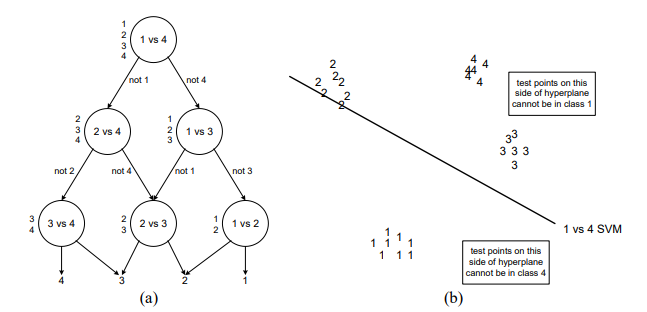 1
2
3
4
1 vs 4
not 1
not 4
2
3
4
2 vs 4
1
2
3
1 vs 3
not 2
not 4
not 1
not 3
3
4
3 vs 4
2
3
2 vs 3
1
2
1 vs 2
4
3
2
1
(a)
2
2
2 2
2 2
2
4
4 4 4
4 4
test points on this
side of hyperplane
cannot be in class 1
3
3
3 3 3
3
1 vs 4 SVM
1
1
1 1 1
1 1 1
test points on this
side of hyperplane
cannot be in class 4
(b)